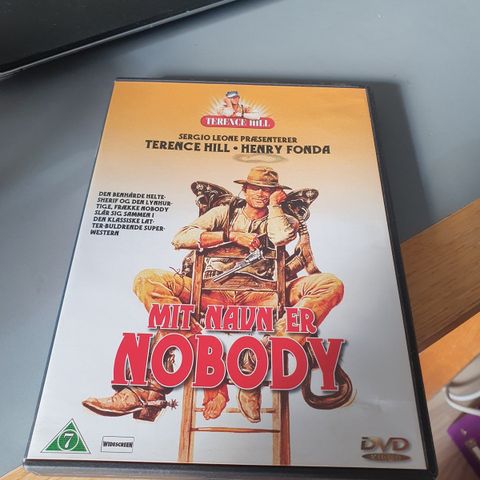 TERENCE HILL
SERGIO LEONE PRÆSENTERER
TERENCE HILL • HENRY FONDA
DEN BENHÅRDE HELTE-
SHERIF OG DEN LYNHUR-
TIGE, FRÆKKE NOBODY
SLÅR SIG SAMMEN I
DEN KLASSISKE LAT-
TER-BULDRENDE SUPER-
WESTERN
MIT NAVN ER
NOBODY
7
WIDESCREEN
DVD
VIDEO